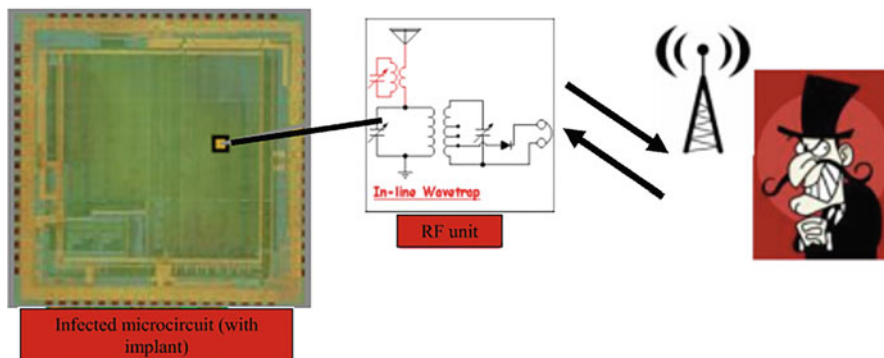 In-line Wavetrap
RF unit
Infected microcircuit (with
implant)